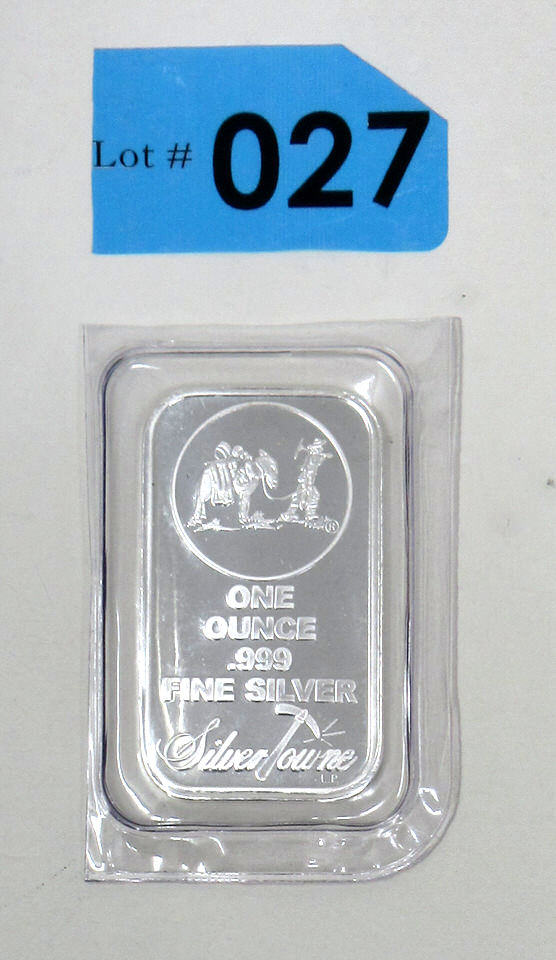 Lot # 027
®
ONE
OUNCE
.999
FINE SILVER
SilverTowne
L.P.